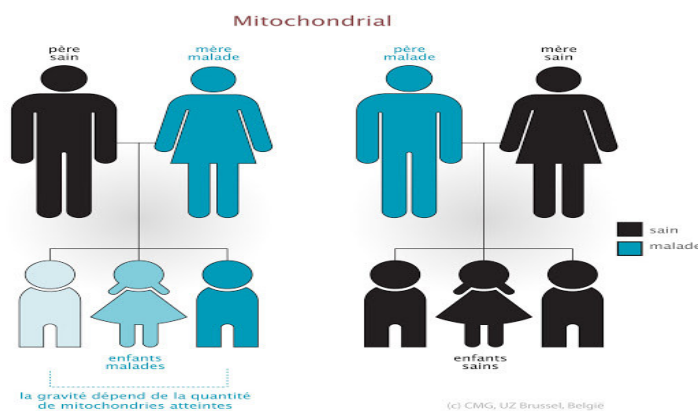 Mitochondrial
père
sain
mère
malade
père
malade
mère
sain
sain
malade
enfants
malades
enfants
sains
la gravité dépend de la quantité
de mitochondries atteintes
(c) CMG, UZ Brussel, België